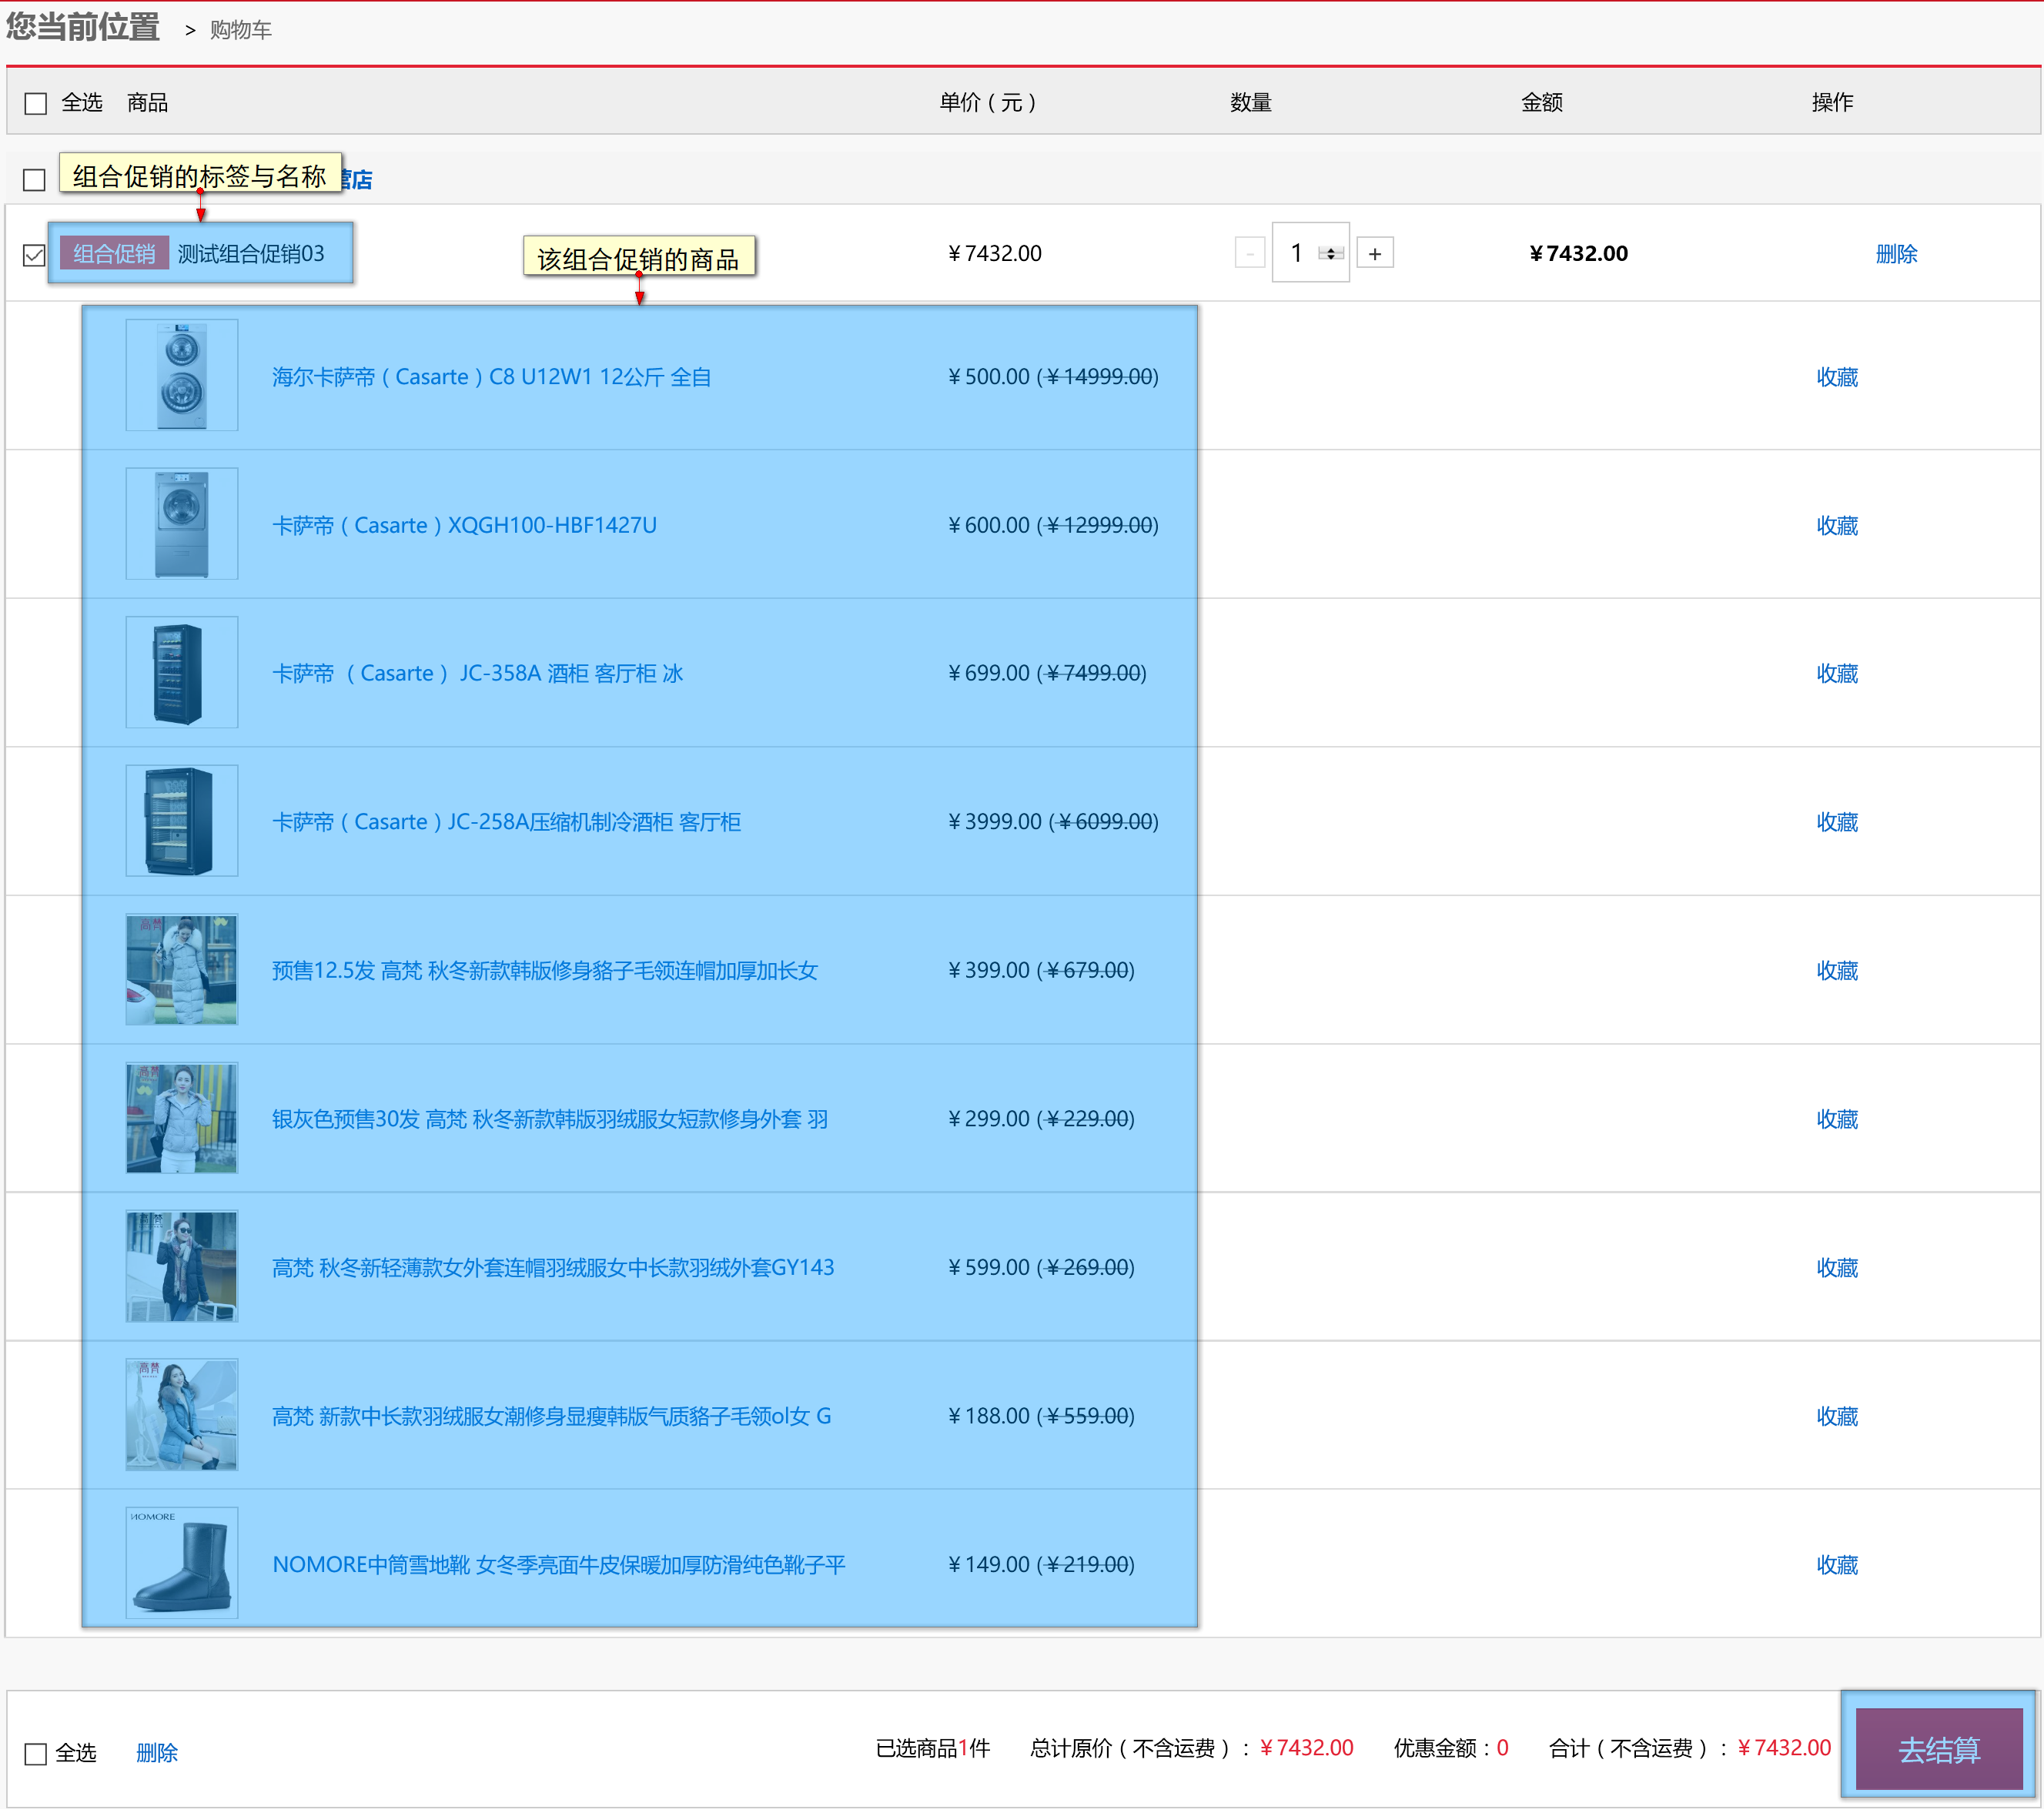 您当前位置 > 购物车
全选 商品 单价（元） 数量 金额 操作
组合促销的标签与名称 营店
组合促销 测试组合促销03 ¥7432.00 - 1 + ¥7432.00 删除
该组合促销的商品
海尔卡萨帝（Casarte）C8 U12W1 12公斤 全自 ¥500.00 (¥14999.00) 收藏
卡萨帝（Casarte）XQGH100-HBF1427U ¥600.00 (¥12999.00) 收藏
卡萨帝 （Casarte） JC-358A 酒柜 客厅柜 冰 ¥699.00 (¥7499.00) 收藏
卡萨帝（Casarte）JC-258A压缩机制冷酒柜 客厅柜 ¥3999.00 (¥6099.00) 收藏
高梵
预售12.5发 高梵 秋冬新款韩版修身貉子毛领连帽加厚加长女 ¥399.00 (¥679.00) 收藏
高梵
银灰色预售30发 高梵 秋冬新款韩版羽绒服女短款修身外套 羽 ¥299.00 (¥229.00) 收藏
高梵
高梵 秋冬新轻薄款女外套连帽羽绒服女中长款羽绒外套GY143 ¥599.00 (¥269.00) 收藏
高梵
高梵 新款中长款羽绒服女潮修身显瘦韩版气质貉子毛领ol女 G ¥188.00 (¥559.00) 收藏
NOMORE
NOMORE中筒雪地靴 女冬季亮面牛皮保暖加厚防滑纯色靴子平 ¥149.00 (¥219.00) 收藏
全选 删除 已选商品1件 总计原价（不含运费）：¥7432.00 优惠金额：0 合计（不含运费）：¥7432.00 去结算